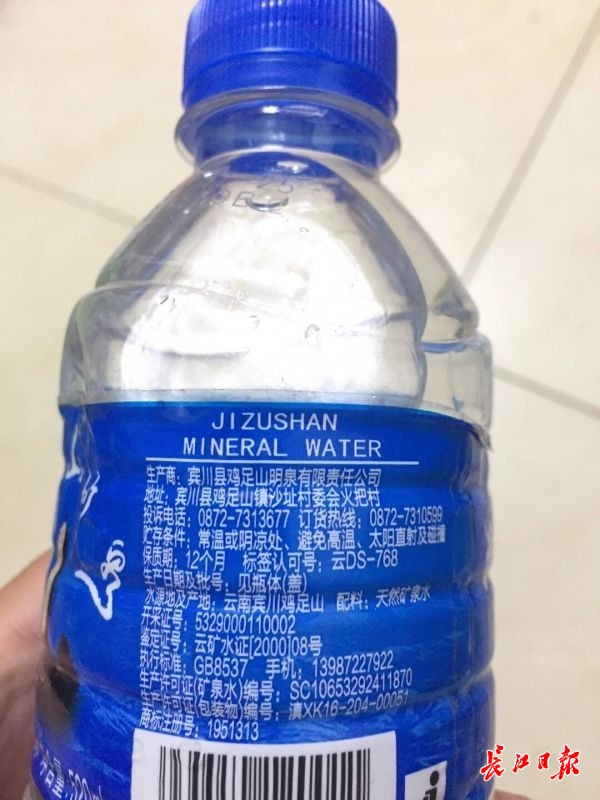 JIZUSHAN
MINERAL WATER
生产商：宾川县鸡足山明泉有限责任公司
地址：宾川县鸡足山镇沙址村委会火把村
投诉电话：0872-7313677 订货热线：0872-7310599
贮存条件：常温或阴凉处、避免高温、太阳直射及碰撞
保质期：12个月 标签认可号：云DS-768
生产日期及批号：见瓶体(盖)
水源地及产地：云南宾川鸡足山 配料：天然矿泉水
开采证号：5329000110002
鉴定证号：云矿水证[2000]08号
执行标准：GB8537 手机：13987227922
生产许可证(矿泉水)编号：SC10653292411870
生产许可证(包装物)编号：滇XK16-204-00051
商标注册号：1951313
长江日报